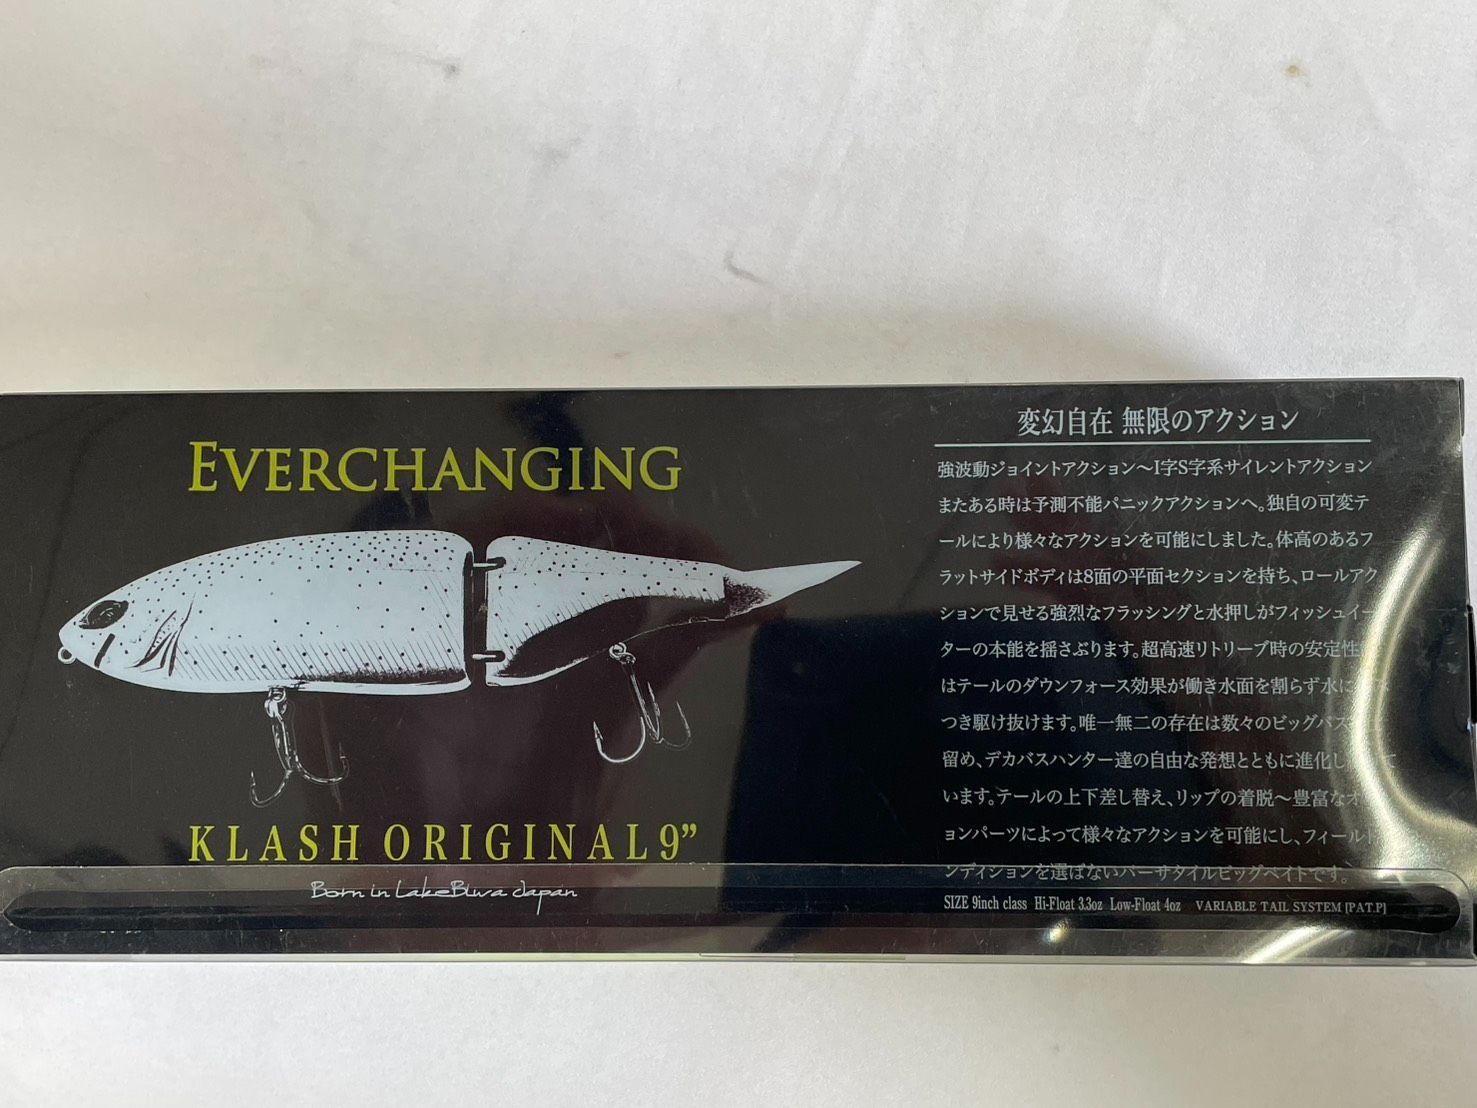 EVERCHANGING
KLASH ORIGINAL 9”
Born in Lake Biwa Japan
変幻自在 無限のアクション
強波動ジョイントアクション〜I字S字系サイレントアクション
またある時は予測不能パニックアクションへ。独自の可変テ
ールにより様々なアクションを可能にしました。体高のあるフ
ラットサイドボディは8面の平面セクションを持ち、ロールアク
ションで見せる強烈なフラッシングと水押しがフィッシュイー
ターの本能を揺さぶります。超高速リトリーブ時の安定性
はテールのダウンフォース効果が働き水面を割らず水に
つき駆け抜けます。唯一無二の存在は数々のビッグバス
留め、デカバスハンター達の自由な発想とともに進化し て
います。テールの上下差し替え、リップの着脱〜豊富なオ
ョンパーツによって様々なアクションを可能にし、フィールド
ンディションを選ばないバーサタイルビッグベイトです。
SIZE 9inch class Hi-Float 3.3oz Low-Float 4oz VARIABLE TAIL SYSTEM [PAT.P]